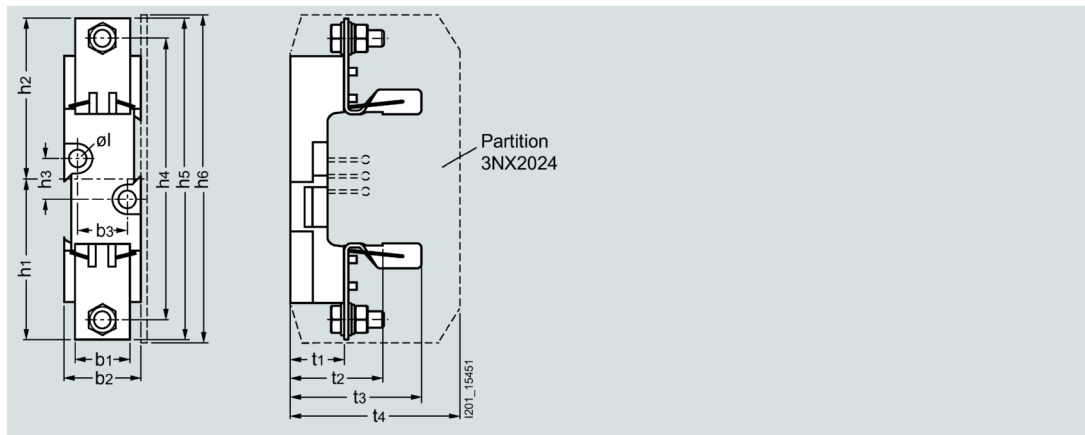 h2
h3
h1
øl
b3
b1
b2
h4
h5
h6
Partition
3NX2024
t1
t2
t3
t4
I201_15451